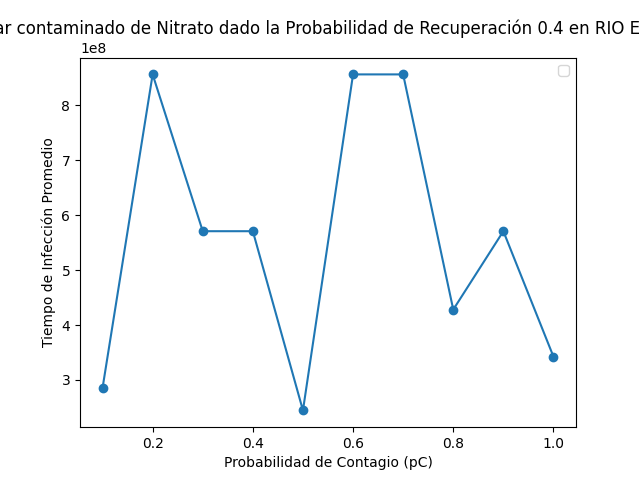 ar contaminado de Nitrato dado la Probabilidad de Recuperación 0.4 en RIO E
1e8
8
7
6
5
4
3
Tiempo de Infección Promedio
0.2 0.4 0.6 0.8 1.0
Probabilidad de Contagio (pC)